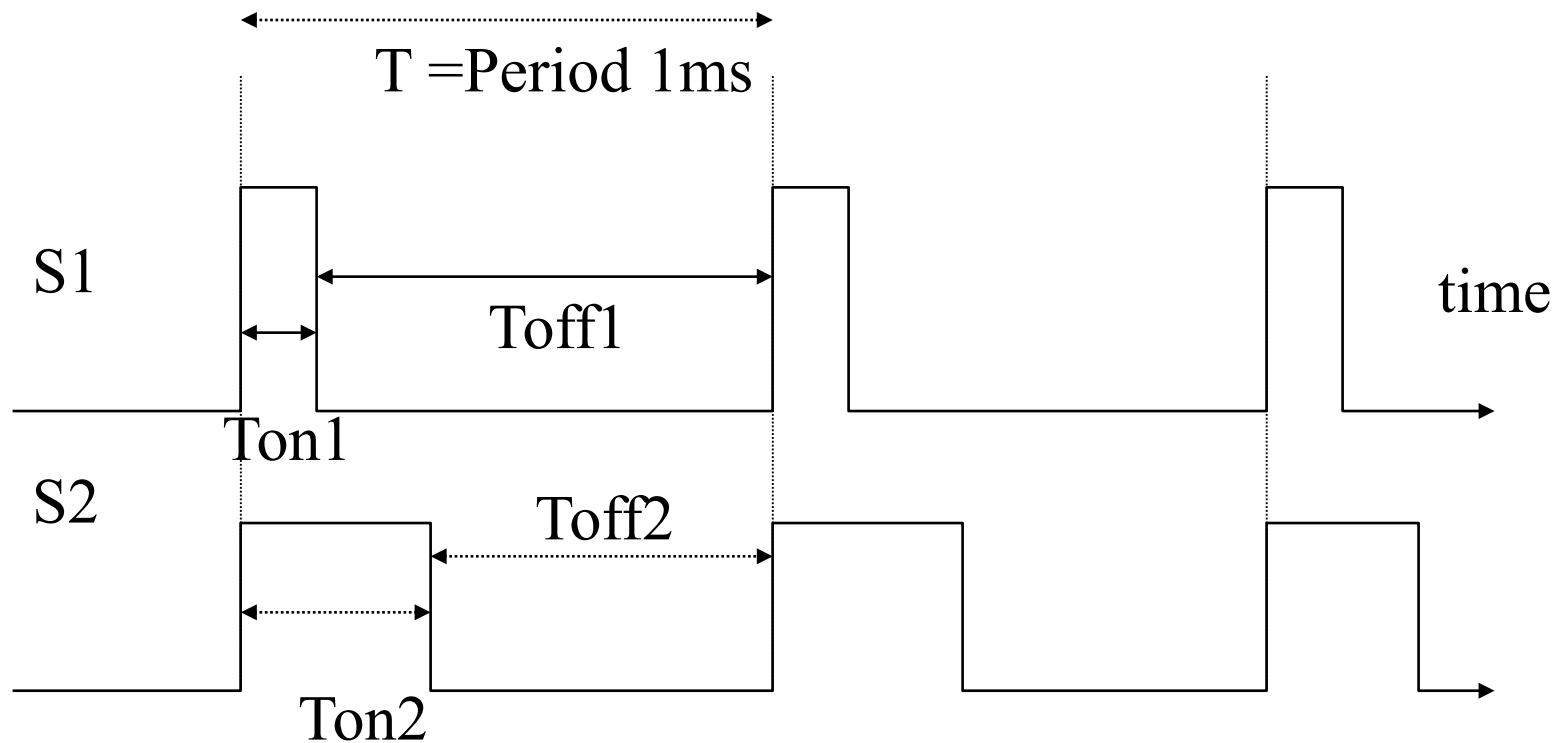 T =Period 1ms
S1
Toff1
time
Ton1
S2
Toff2
Ton2